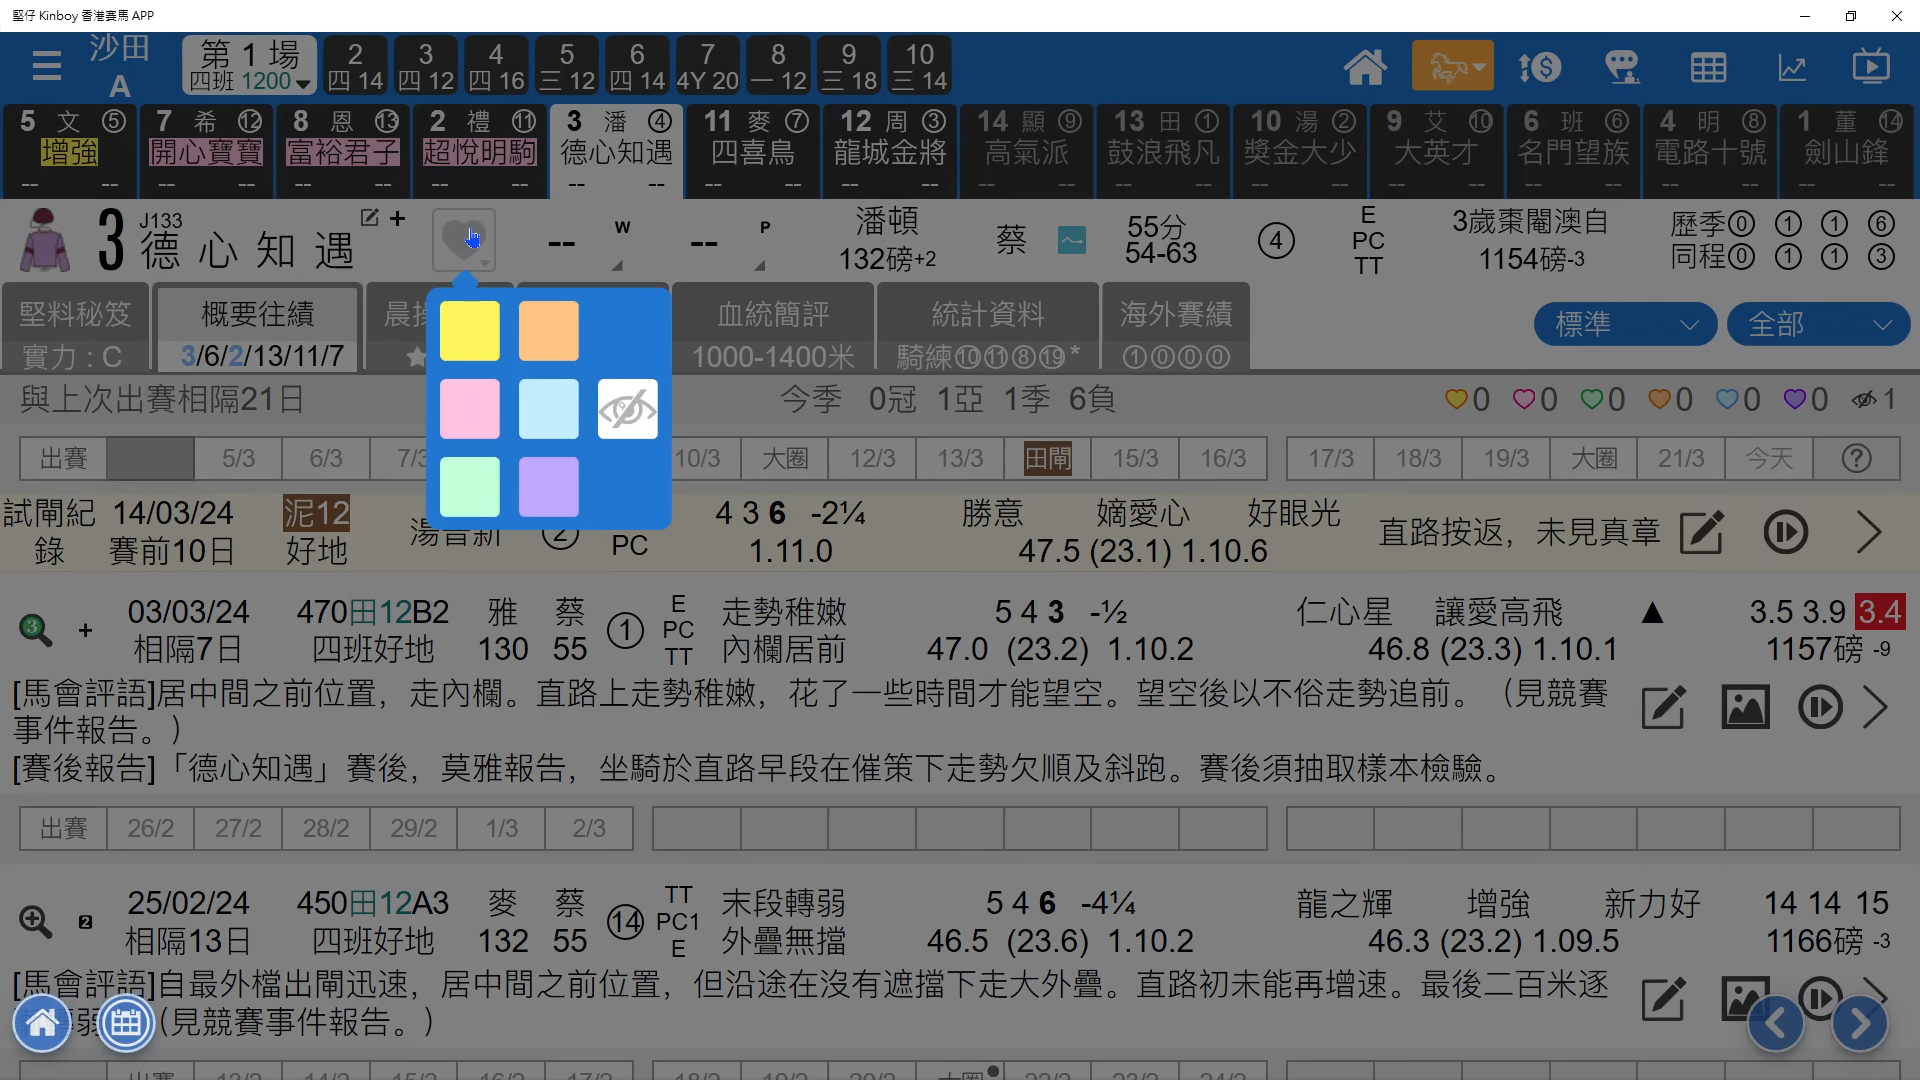 堅仔 Kinboy 香港賽馬 APP
沙田
A
第 1 場
四班 1200
2
四 14
3
四 12
4
四 16
5
三 12
6
四 14
7
4Y 20
8
一 12
9
三 18
10
三 14
5 文 ⑤
增強
-- --
7 希 ⑫
開心寶寶
-- --
8 恩 ⑬
富裕君子
-- --
2 禮 ⑪
超悅明駒
-- --
3 潘 ④
德心知遇
-- --
11 麥 ⑦
四喜鳥
-- --
12 周 ③
龍城金將
-- --
14 顯 ⑨
高氣派
-- --
13 田 ①
鼓浪飛凡
-- --
10 湯 ②
獎金大少
-- --
9 艾 ⑩
大英才
-- --
6 班 ⑥
名門望族
-- --
4 明 ⑧
電路十號
-- --
1 董 ⑭
劍山鋒
-- --
3
J133
德心知遇
-- W
-- P
潘頓
132磅+2
蔡
55分
54-63
④
E
PC
TT
3歲棗閹澳自
1154磅-3
歷季⓪ ① ① ⑥
同程⓪ ① ① ③
堅料秘笈
實力 : C
概要往績
3/6/2/13/11/7
血統簡評
1000-1400米
統計資料
騎練⑩⑪⑧⑲*
海外賽績
①⓪⓪⓪
標準
全部
與上次出賽相隔21日
今季 0冠 1亞 1季 6負
0 0 0 0 0 0 1
出賽 5/3 6/3 7/3 10/3 大圈 12/3 13/3 田閘 15/3 16/3 17/3 18/3 19/3 大圈 21/3 今天 ?
試閘紀錄
14/03/24
賽前10日
泥12
好地
PC
4 3 6 -2¼
1.11.0
勝意 嫡愛心 好眼光
47.5 (23.1) 1.10.6
直路按返，未見真章
3 +
03/03/24
相隔7日
470田12B2
四班好地
雅 蔡
130 55
①
E
PC
TT
走勢稚嫩
內欄居前
5 4 3 -½
47.0 (23.2) 1.10.2
仁心星 讓愛高飛 ▲
46.8 (23.3) 1.10.1
3.5 3.9 3.4
1157磅 -9
[馬會評語]居中間之前位置，走內欄。直路上走勢稚嫩，花了一些時間才能望空。望空後以不俗走勢追前。（見競賽
事件報告。）
[賽後報告]「德心知遇」賽後，莫雅報告，坐騎於直路早段在催策下走勢欠順及斜跑。賽後須抽取樣本檢驗。
出賽 26/2 27/2 28/2 29/2 1/3 2/3
2
25/02/24
相隔13日
450田12A3
四班好地
麥 蔡
132 55
⑭
TT
PC1
E
末段轉弱
外疊無擋
5 4 6 -4¼
46.5 (23.6) 1.10.2
龍之輝 增強 新力好
46.3 (23.2) 1.09.5
14 14 15
1166磅 -3
[馬會評語]自最外檔出閘迅速，居中間之前位置，但沿途在沒有遮擋下走大外疊。直路初未能再增速。最後二百米逐
弱 （見競賽事件報告。）